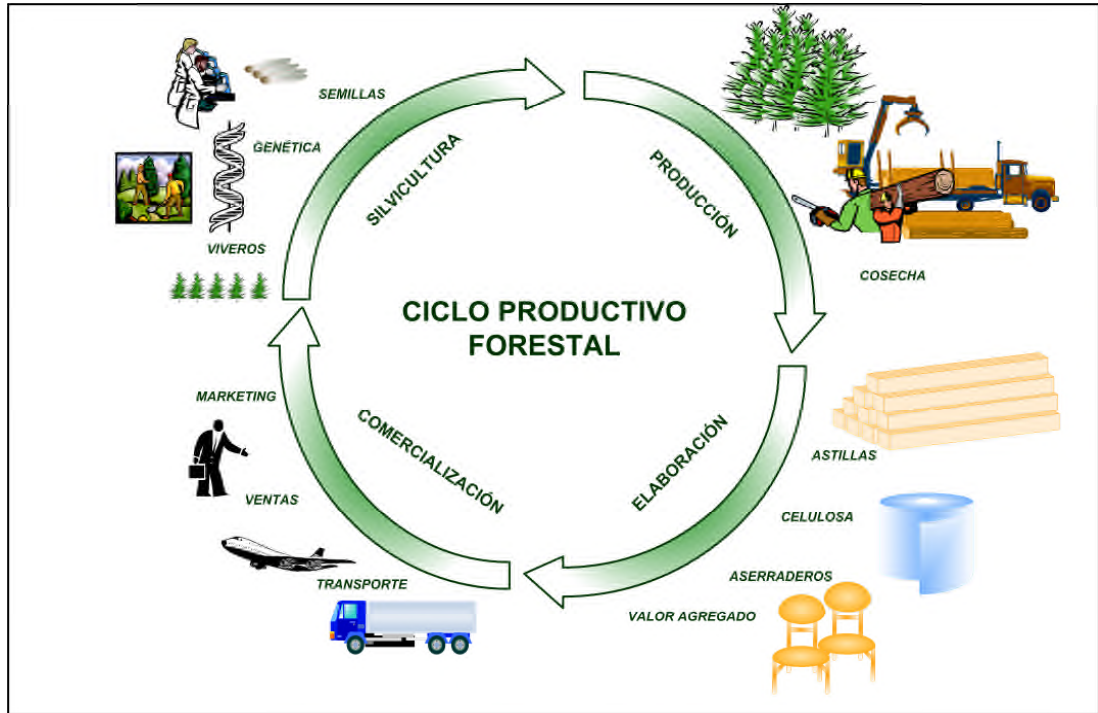 SEMILLAS
GENÉTICA
VIVEROS
SILVICULTURA
PRODUCCIÓN
COSECHA
CICLO PRODUCTIVO
FORESTAL
MARKETING
VENTAS
TRANSPORTE
COMERCIALIZACIÓN
ELABORACIÓN
ASTILLAS
CELULOSA
ASERRADEROS
VALOR AGREGADO